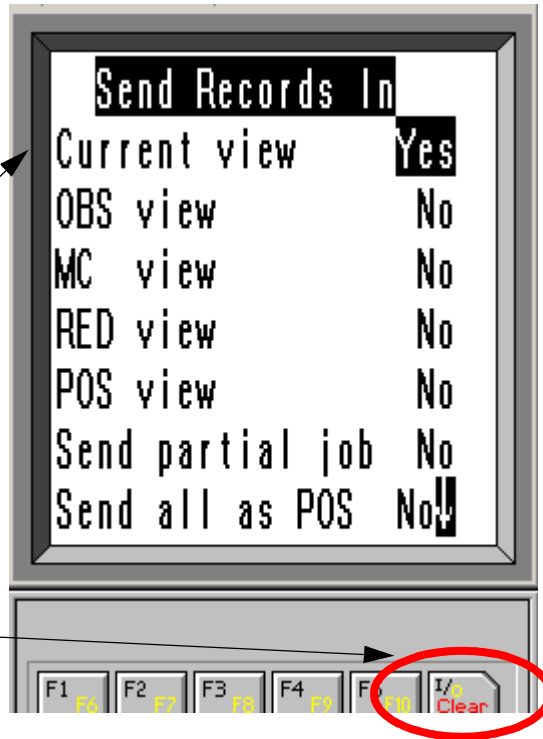 Send Records In
Current view Yes
OBS view No
MC view No
RED view No
POS view No
Send partial job No
Send all as POS No
F1 F6 F2 F7 F3 F8 F4 F9 F5 F10 I/O Clear